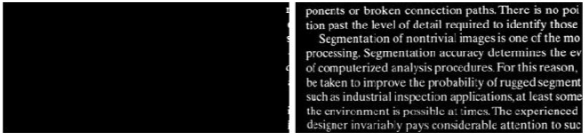 ponents or broken connection paths. There is no poi
tion past the level of detail required to identify those
Segmentation of nontrivial images is one of the mo
processing. Segmentation accuracy determines the ev
of computerized analysis procedures. For this reason,
be taken to improve the probability of rugged segment
such as industrial inspection applications, at least some
the environment is possible at times. The experienced
designer invariably pays considerable attention to suc